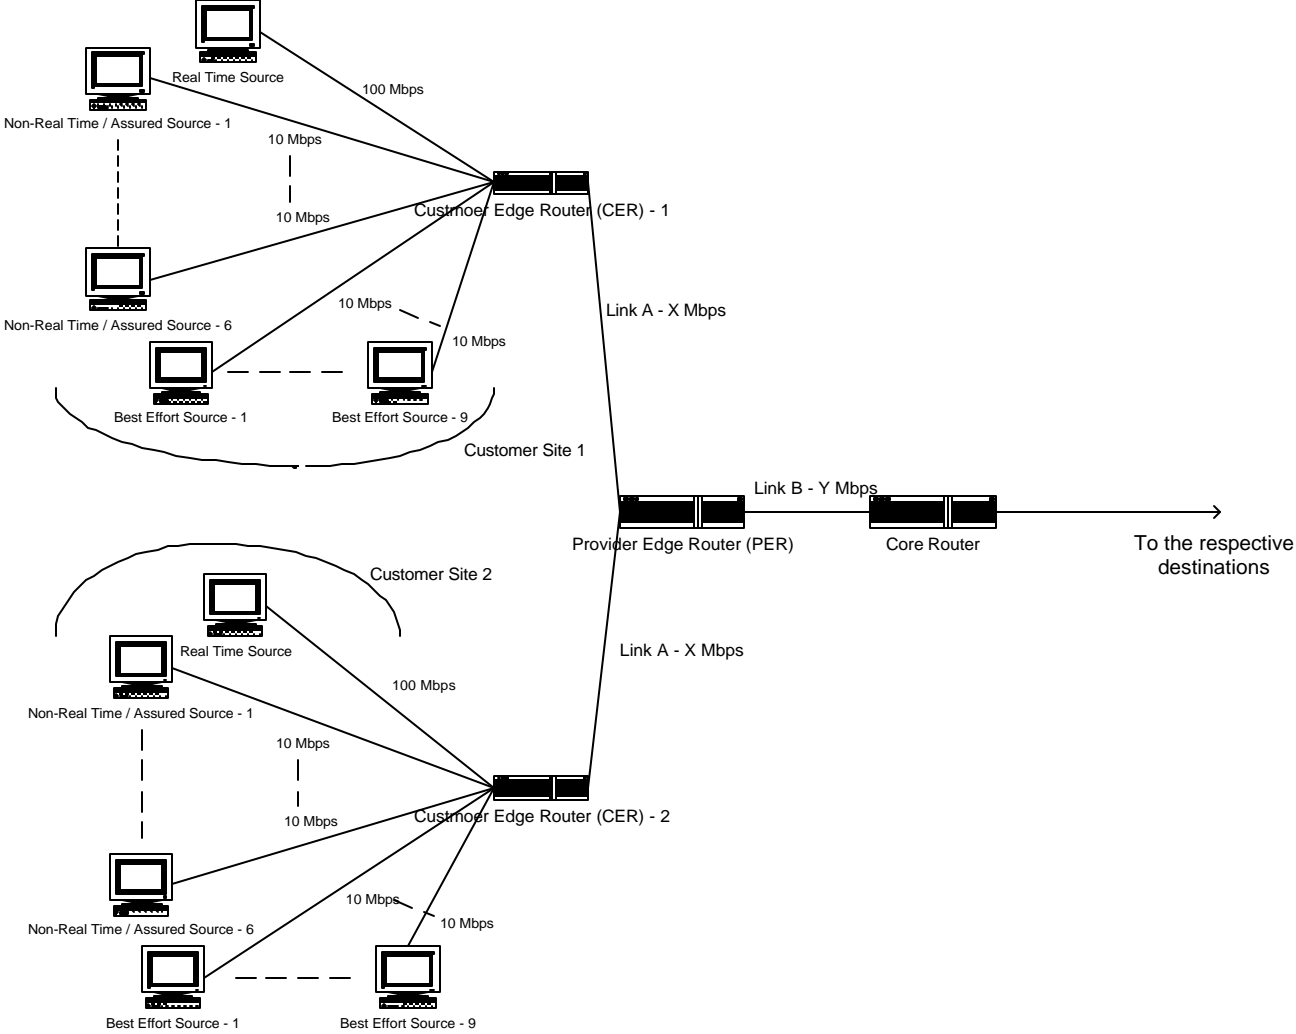 Real Time Source
100 Mbps
Non-Real Time / Assured Source - 1
10 Mbps
10 Mbps
Custmoer Edge Router (CER) - 1
Non-Real Time / Assured Source - 6
10 Mbps
Link A - X Mbps
10 Mbps
Best Effort Source - 1
Best Effort Source - 9
Customer Site 1
Link B - Y Mbps
Provider Edge Router (PER)
Core Router
To the respective
destinations
Customer Site 2
Real Time Source
Link A - X Mbps
100 Mbps
Non-Real Time / Assured Source - 1
10 Mbps
10 Mbps
Custmoer Edge Router (CER) - 2
Non-Real Time / Assured Source - 6
10 Mbps
10 Mbps
Best Effort Source - 1
Best Effort Source - 9